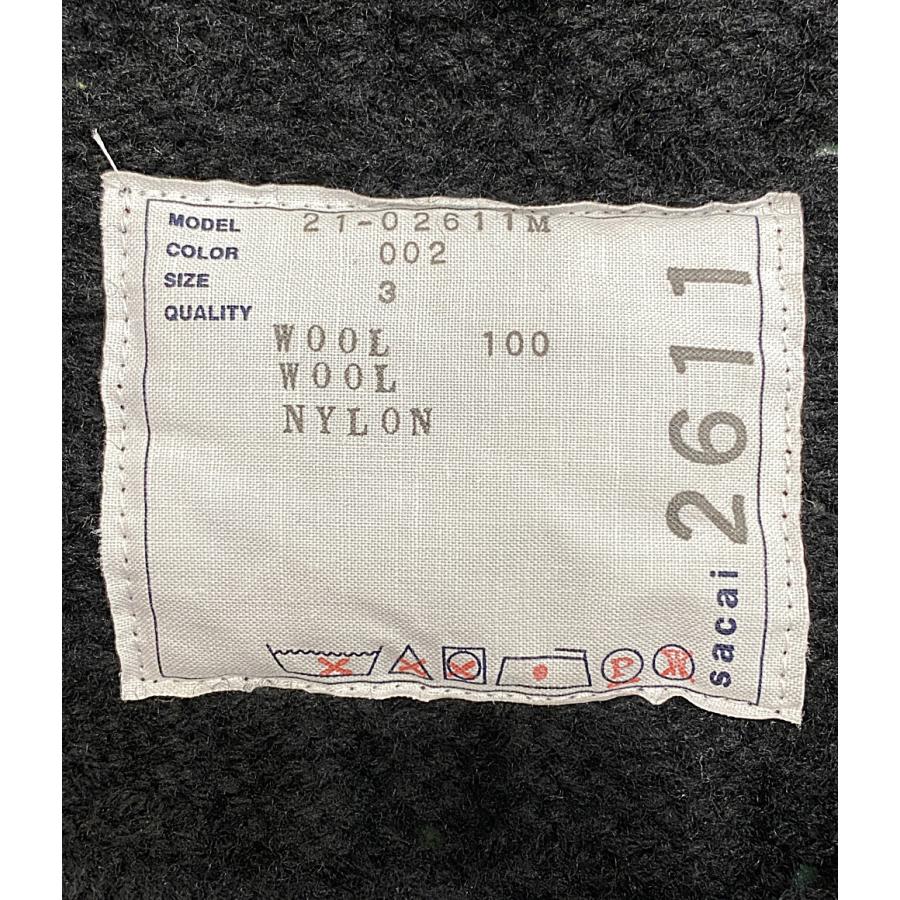 MODEL 21-02611M
COLOR 002
SIZE 3
QUALITY
WOOL 100
WOOL
NYLON
sacai 2611
P
W